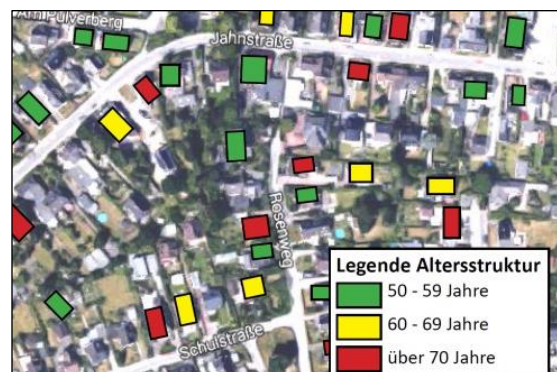 Am Pulverberg
Jahnstraße
Rosenweg
Schulstraße
Legende Altersstruktur
50 - 59 Jahre
60 - 69 Jahre
über 70 Jahre